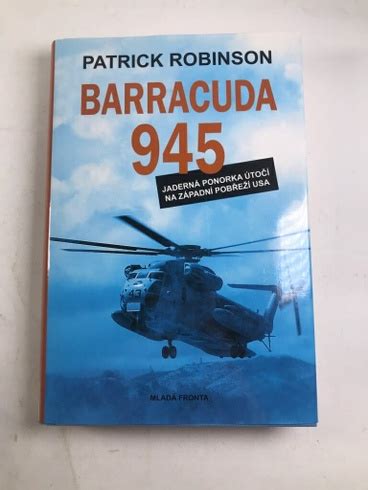 PATRICK ROBINSON
BARRACUDA
945
JADERNÁ PONORKA ÚTOČÍ
NA ZÁPADNÍ POBŘEŽÍ USA
MLADÁ FRONTA